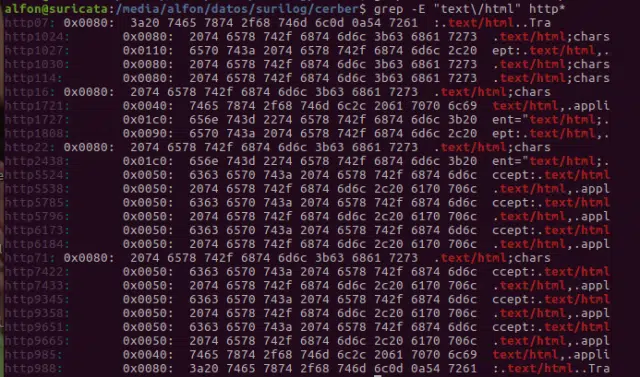 alfon@suricata:/media/alfon/datos/surilog/cerber$ grep -E "text\/html" http*
http07: 0x0080: 3a20 7465 7874 2f68 746d 6c0d 0a54 7261 :.text/html..Tra
http1024: 0x0080: 2074 6578 742f 6874 6d6c 3b63 6861 7273 .text/html;chars
http1027: 0x0110: 6570 743a 2074 6578 742f 6874 6d6c 2c20 ept:.text/html,.
http1030: 0x0080: 2074 6578 742f 6874 6d6c 3b63 6861 7273 .text/html;chars
http114: 0x0080: 2074 6578 742f 6874 6d6c 3b63 6861 7273 .text/html;chars
http16: 0x0080: 2074 6578 742f 6874 6d6c 3b63 6861 7273 .text/html;chars
http1721: 0x0040: 7465 7874 2f68 746d 6c2c 2061 7070 6c69 text/html,.appli
http1727: 0x01c0: 656e 743d 2274 6578 742f 6874 6d6c 3b20 ent="text/html;.
http1808: 0x0090: 6570 743a 2074 6578 742f 6874 6d6c 2c20 ept:.text/html,.
http22: 0x0080: 2074 6578 742f 6874 6d6c 3b63 6861 7273 .text/html;chars
http2438: 0x01c0: 656e 743d 2274 6578 742f 6874 6d6c 3b20 ent="text/html;.
http5524: 0x0050: 6363 6570 743a 2074 6578 742f 6874 6d6c ccept:.text/html
http5538: 0x0050: 2074 6578 742f 6874 6d6c 2c20 6170 706c .text/html,.appl
http5785: 0x0050: 2074 6578 742f 6874 6d6c 2c20 6170 706c .text/html,.appl
http5796: 0x0050: 2074 6578 742f 6874 6d6c 2c20 6170 706c .text/html,.appl
http6173: 0x0050: 2074 6578 742f 6874 6d6c 2c20 6170 706c .text/html,.appl
http6184: 0x0050: 2074 6578 742f 6874 6d6c 2c20 6170 706c .text/html,.appl
http71: 0x0080: 2074 6578 742f 6874 6d6c 3b63 6861 7273 .text/html;chars
http7422: 0x0050: 6363 6570 743a 2074 6578 742f 6874 6d6c ccept:.text/html
http7433: 0x0050: 2074 6578 742f 6874 6d6c 2c20 6170 706c .text/html,.appl
http9345: 0x0050: 6363 6570 743a 2074 6578 742f 6874 6d6c ccept:.text/html
http9358: 0x0050: 2074 6578 742f 6874 6d6c 2c20 6170 706c .text/html,.appl
http9651: 0x0050: 6363 6570 743a 2074 6578 742f 6874 6d6c ccept:.text/html
http9665: 0x0050: 2074 6578 742f 6874 6d6c 2c20 6170 706c .text/html,.appl
http985: 0x0040: 7465 7874 2f68 746d 6c2c 2061 7070 6c69 text/html,.appli
http988: 0x0080: 3a20 7465 7874 2f68 746d 6c0d 0a54 7261 :.text/html..Tra